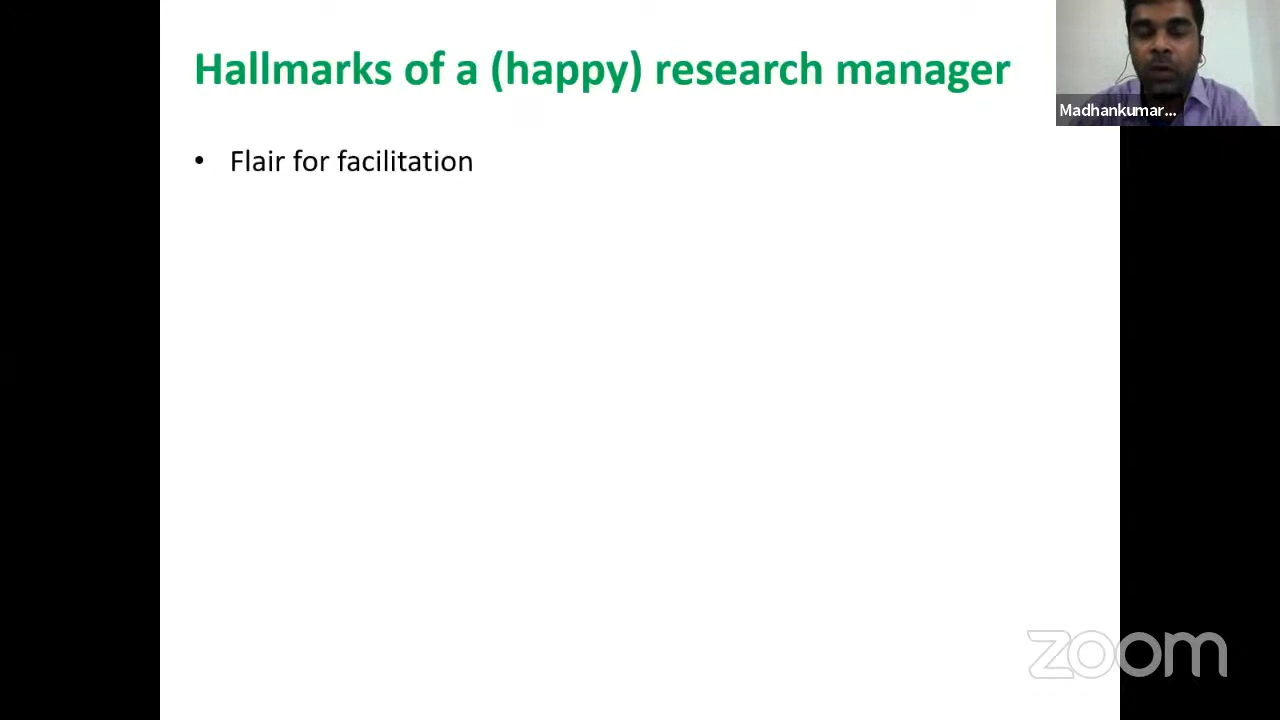 Hallmarks of a (happy) research manager
Madhankumar...
• Flair for facilitation
zoom